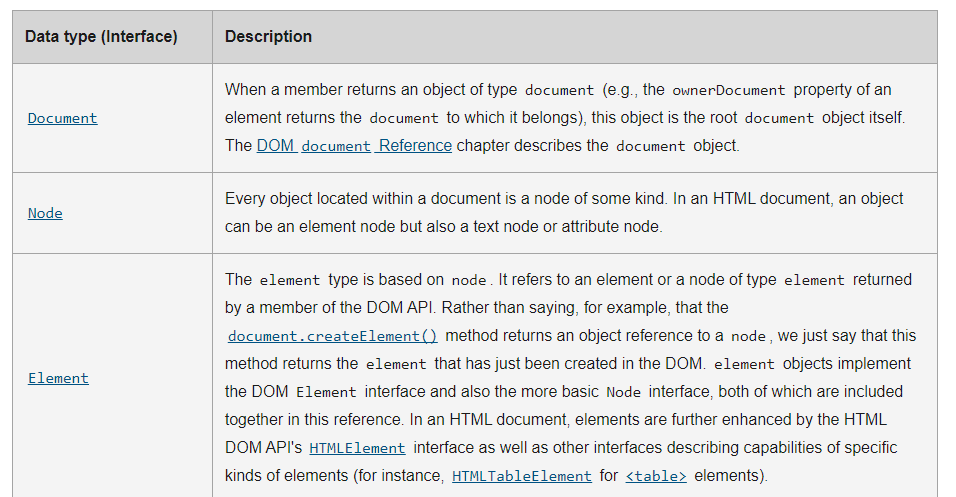 Data type (Interface) Description
Document
When a member returns an object of type document (e.g., the ownerDocument property of an
element returns the document to which it belongs), this object is the root document object itself.
The DOM document Reference chapter describes the document object.
Node
Every object located within a document is a node of some kind. In an HTML document, an object
can be an element node but also a text node or attribute node.
Element
The element type is based on node. It refers to an element or a node of type element returned
by a member of the DOM API. Rather than saying, for example, that the
document.createElement() method returns an object reference to a node, we just say that this
method returns the element that has just been created in the DOM. element objects implement
the DOM Element interface and also the more basic Node interface, both of which are included
together in this reference. In an HTML document, elements are further enhanced by the HTML
DOM API's HTMLElement interface as well as other interfaces describing capabilities of specific
kinds of elements (for instance, HTMLTableElement for <table> elements).